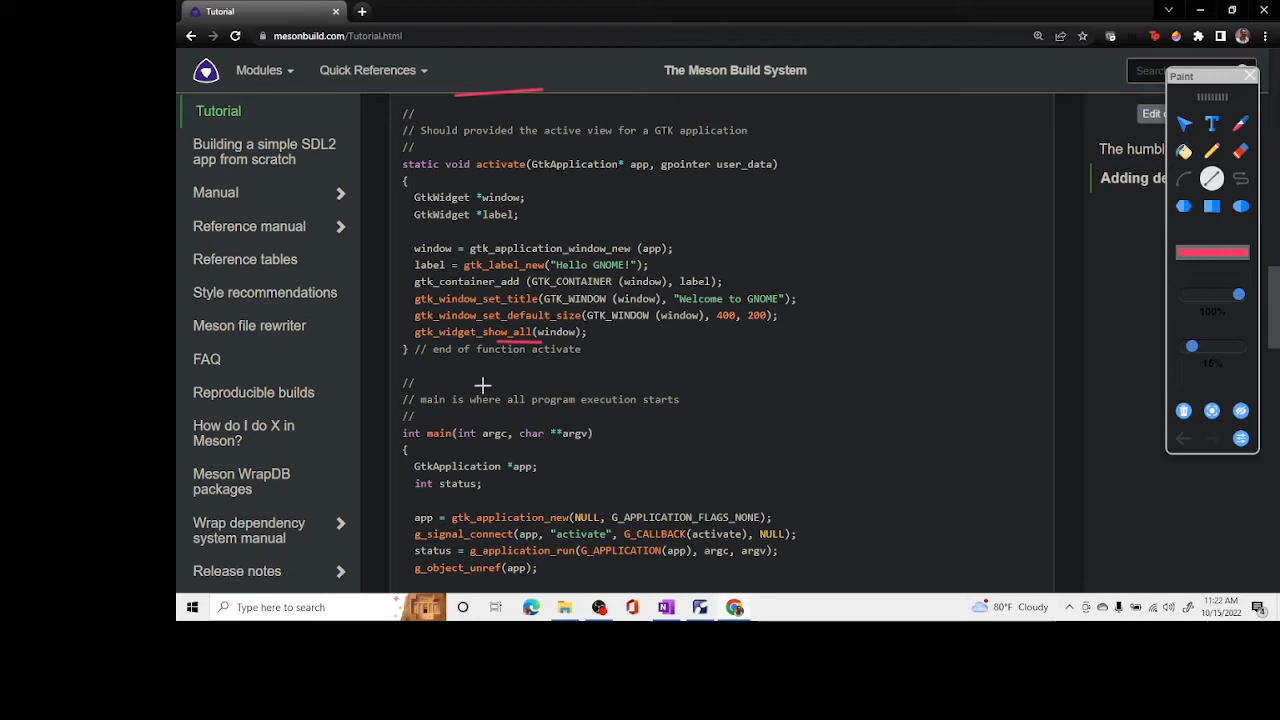 Tutorial
mesonbuild.com/Tutorial.html
Modules
Quick References
The Meson Build System
Search
Paint
Tutorial
Building a simple SDL2
app from scratch
Manual
Reference manual
Reference tables
Style recommendations
Meson file rewriter
FAQ
Reproducible builds
How do I do X in
Meson?
Meson WrapDB
packages
Wrap dependency
system manual
Release notes
//
// Should provided the active view for a GTK application
//
static void activate(GtkApplication* app, gpointer user_data)
{
GtkWidget *window;
GtkWidget *label;
window = gtk_application_window_new (app);
label = gtk_label_new("Hello GNOME!");
gtk_container_add (GTK_CONTAINER (window), label);
gtk_window_set_title(GTK_WINDOW (window), "Welcome to GNOME");
gtk_window_set_default_size(GTK_WINDOW (window), 400, 200);
gtk_widget_show_all(window);
} // end of function activate
//
// main is where all program execution starts
//
int main(int argc, char **argv)
{
GtkApplication *app;
int status;
app = gtk_application_new(NULL, G_APPLICATION_FLAGS_NONE);
g_signal_connect(app, "activate", G_CALLBACK(activate), NULL);
status = g_application_run(G_APPLICATION(app), argc, argv);
g_object_unref(app);
Edit
The humb
Adding de
T
100%
15%
Type here to search
80°F Cloudy
11:22 AM
10/15/2022